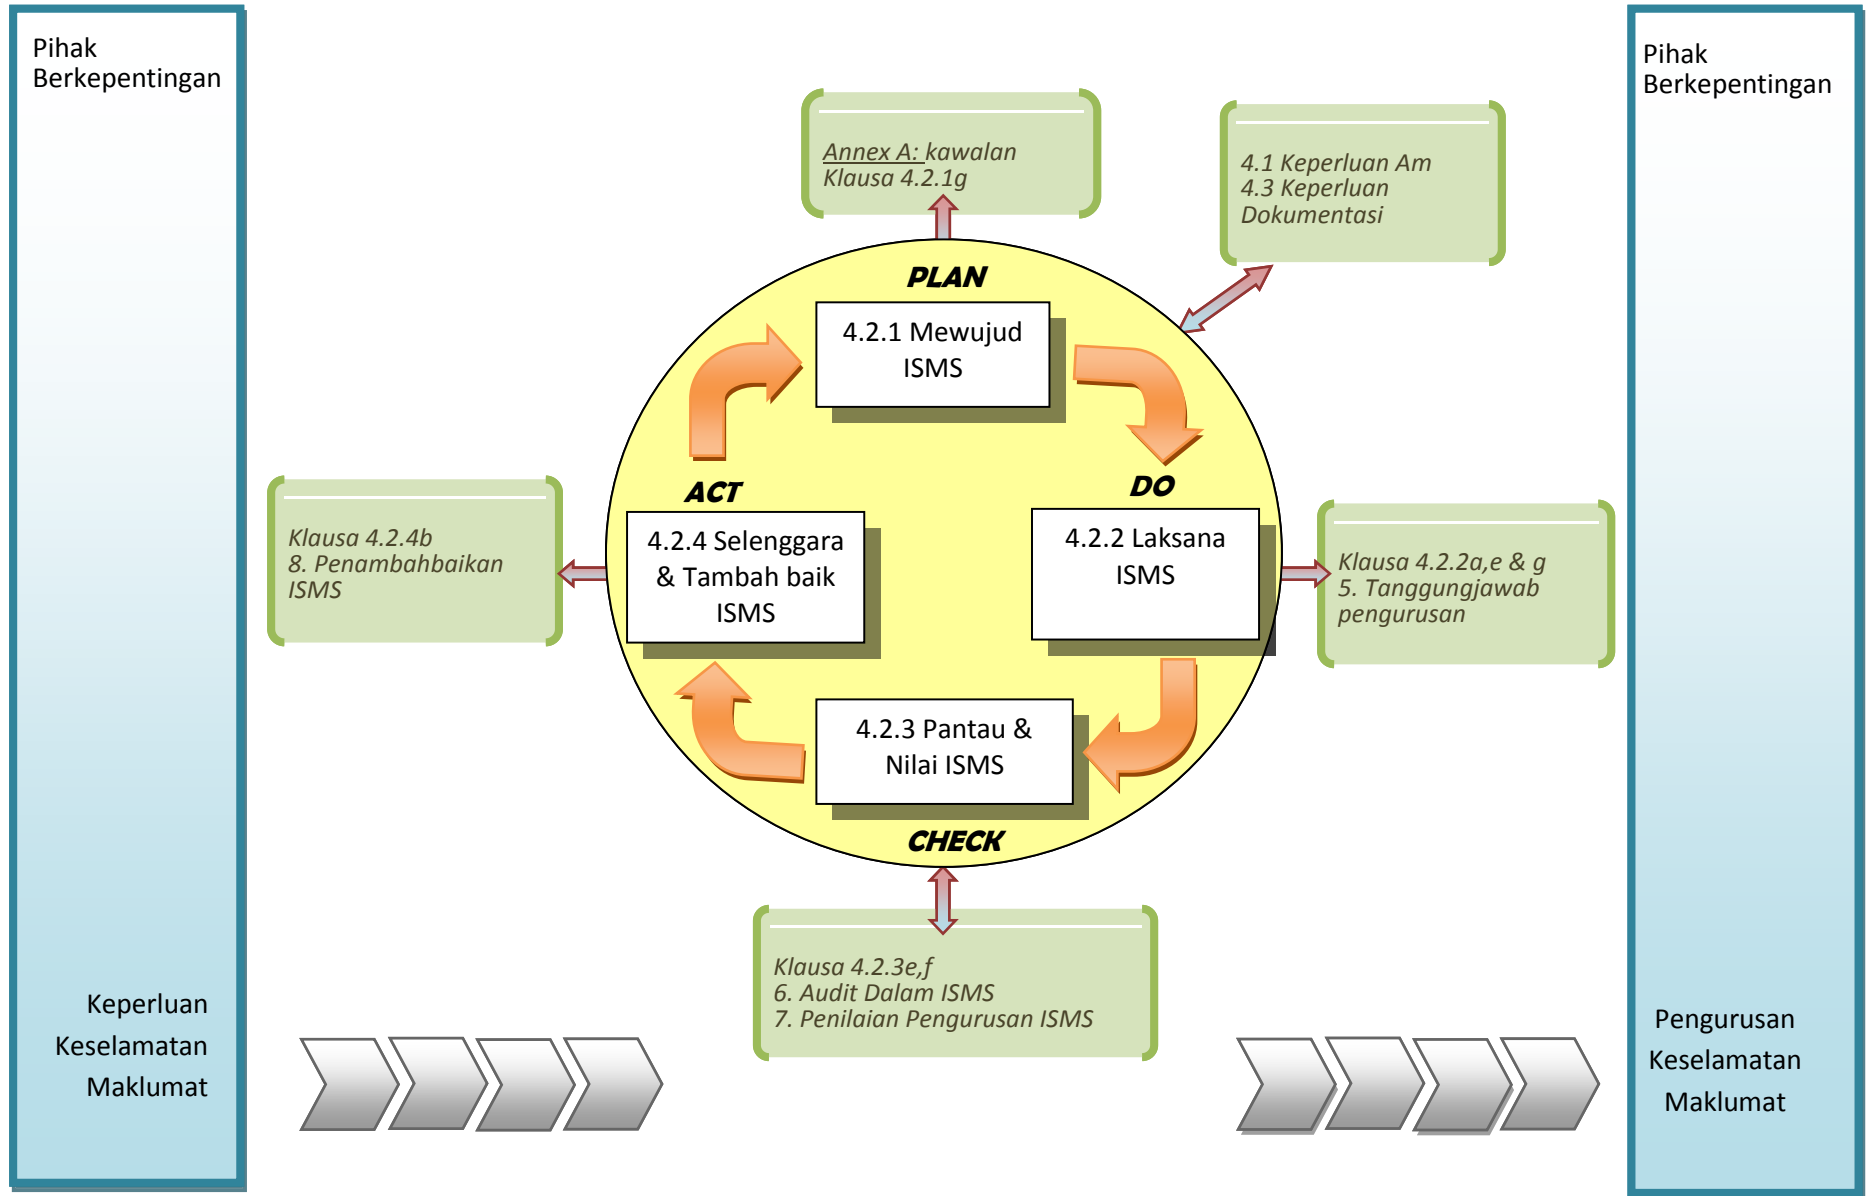 Pihak
Berkepentingan
Pihak
Berkepentingan
Annex A: kawalan
Klausa 4.2.1g
4.1 Keperluan Am
4.3 Keperluan
Dokumentasi
PLAN
4.2.1 Mewujud
ISMS
ACT
4.2.4 Selenggara
& Tambah baik
ISMS
DO
4.2.2 Laksana
ISMS
Klausa 4.2.4b
8. Penambahbaikan
ISMS
Klausa 4.2.2a,e & g
5. Tanggungjawab
pengurusan
4.2.3 Pantau &
Nilai ISMS
CHECK
Klausa 4.2.3e,f
6. Audit Dalam ISMS
7. Penilaian Pengurusan ISMS
Keperluan
Keselamatan
Maklumat
Pengurusan
Keselamatan
Maklumat